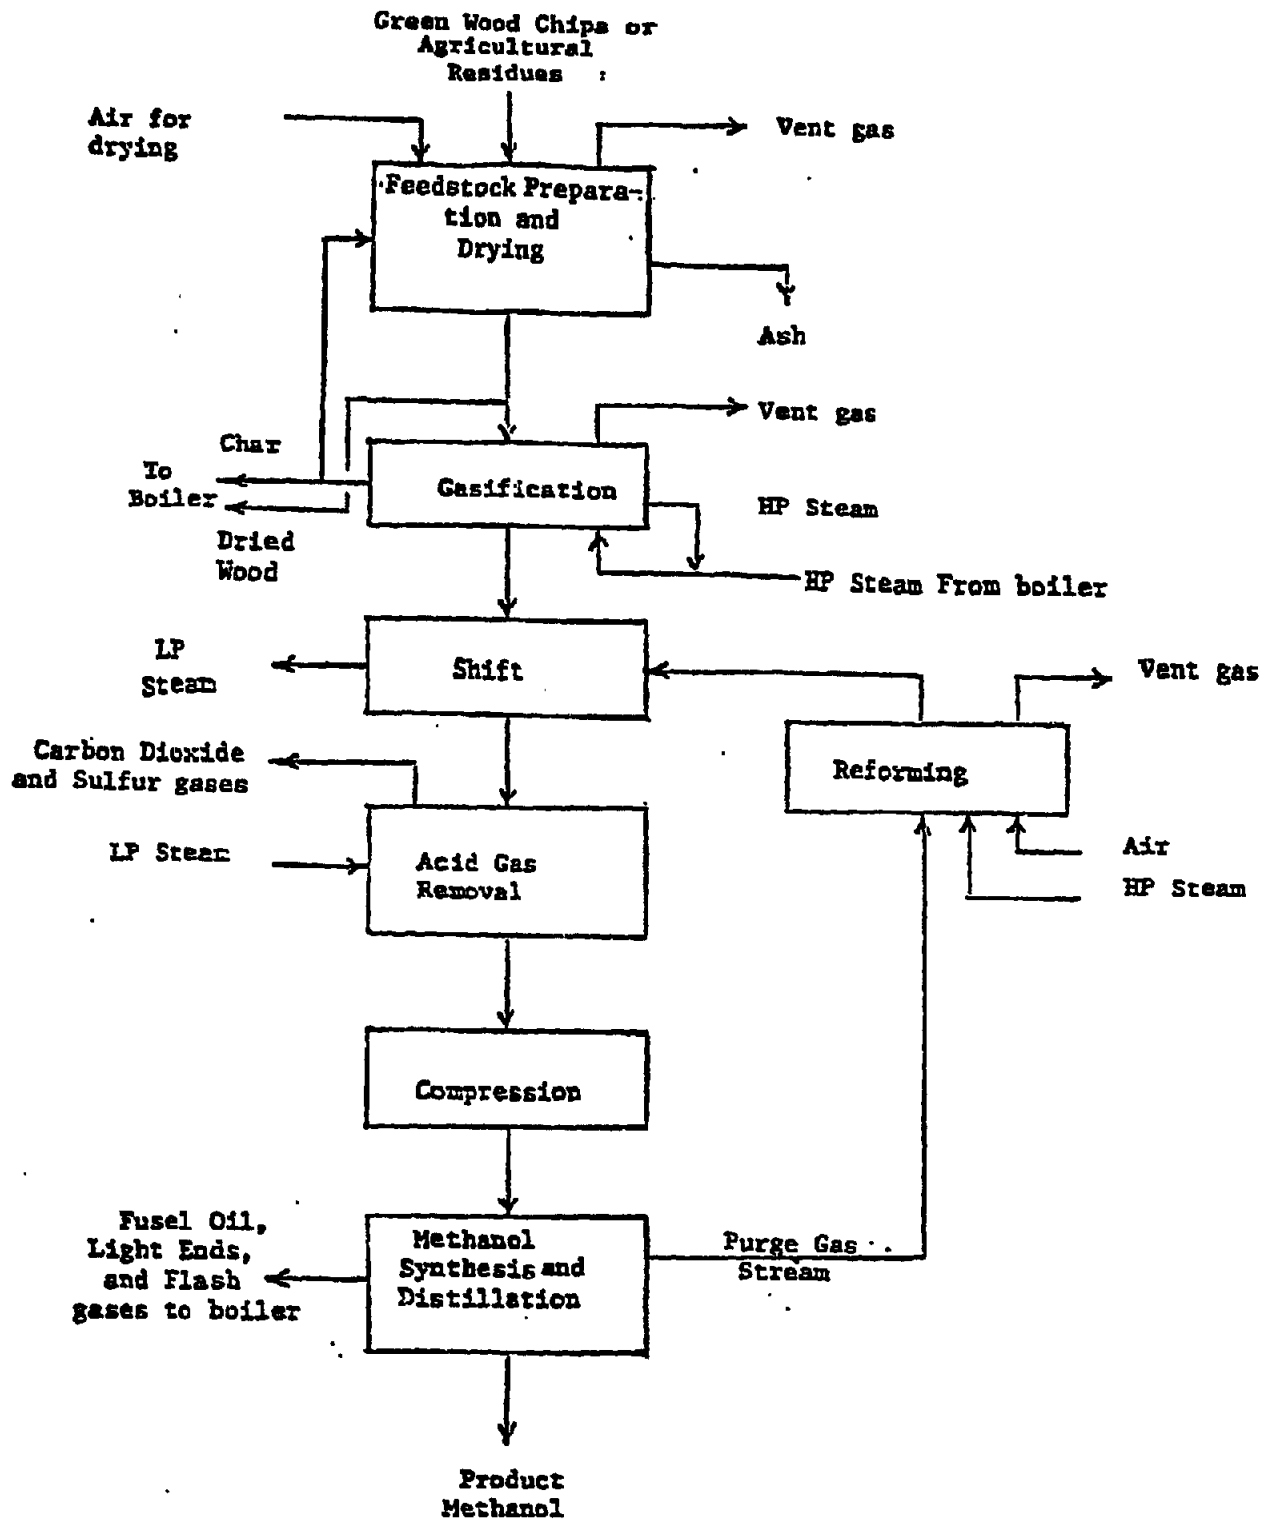 Green Wood Chips or
Agricultural
Residues :
Air for
drying
Vent gas
Feedstock Prepara-
tion and
Drying
Ash
Vent gas
Char
To
Boiler
Gasification
HP Steam
Dried
Wood
HP Steam From boiler
LP
Steam
Shift
Vent gas
Carbon Dioxide
and Sulfur gases
Reforming
LP Steam
Acid Gas
Removal
Air
HP Steam
Compression
Fusel Oil,
Light Ends,
and Flash
gases to boiler
Methanol
Synthesis and
Distillation
Purge Gas
Stream
Product
Methanol